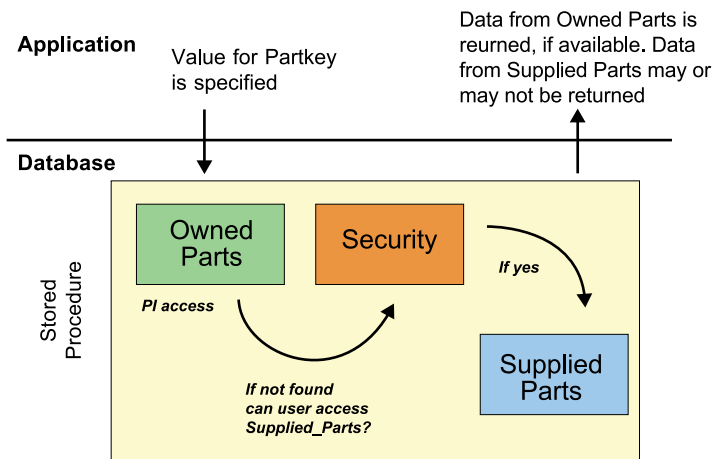 Application
Value for Partkey
is specified
Data from Owned Parts is
reurned, if available. Data
from Supplied Parts may or
may not be returned
Database
Stored
Procedure
Owned
Parts
Security
PI access
If yes
If not found
can user access
Supplied_Parts?
Supplied
Parts